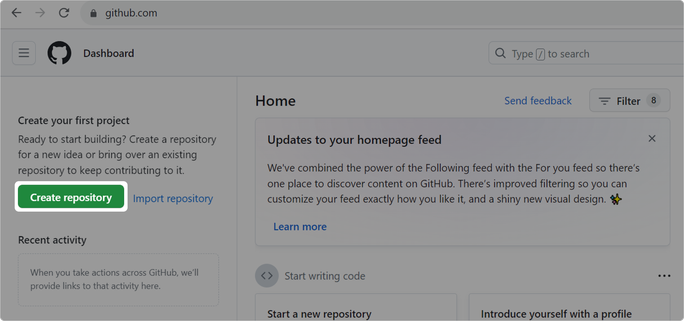 github.com
Dashboard
Type / to search
Create your first project
Ready to start building? Create a repository
for a new idea or bring over an existing
repository to keep contributing to it.
Create repository
Import repository
Recent activity
When you take actions across GitHub, we'll
provide links to that activity here.
Home
Send feedback
Filter 8
Updates to your homepage feed
We've combined the power of the Following feed with the For you feed so there's
one place to discover content on GitHub. There's improved filtering so you can
customize your feed exactly how you like it, and a shiny new visual design. ✨
Learn more
Start writing code
Start a new repository
Introduce yourself with a profile